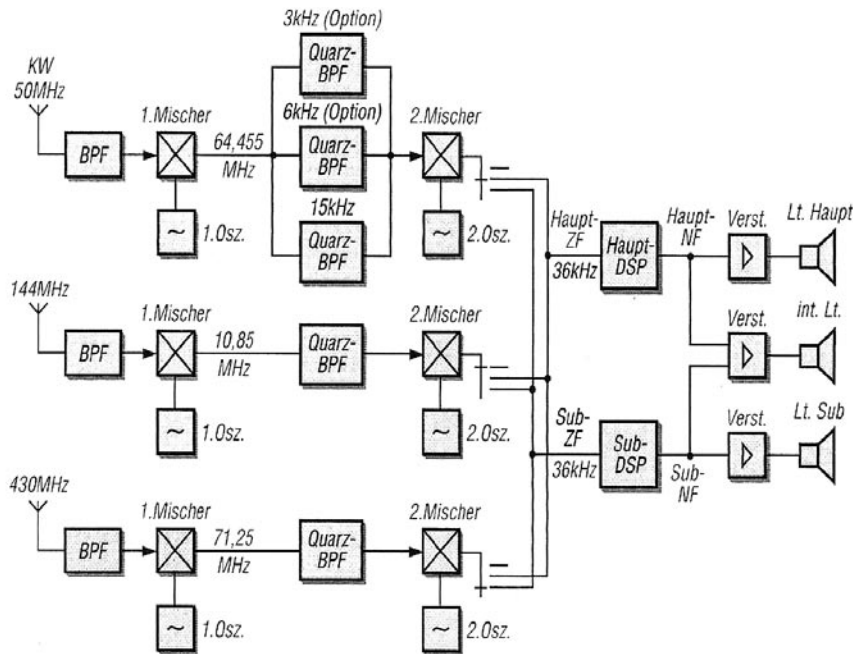 3kHz (Option)
KW
50MHz
Quarz-
BPF
1.Mischer
6kHz (Option)
2.Mischer
BPF
64,455
MHz
Quarz-
BPF
15kHz
~
1.Osz.
Quarz-
BPF
~
2.Osz.
Haupt-
ZF
36kHz
Haupt-
DSP
Haupt-
NF
Verst.
Lt. Haupt
144MHz
1.Mischer
2.Mischer
BPF
10,85
MHz
Quarz-
BPF
Verst.
int. Lt.
~
1.Osz.
~
2.Osz.
Sub-
ZF
36kHz
Sub-
DSP
Sub-
NF
Verst.
Lt. Sub
430MHz
1.Mischer
2.Mischer
BPF
71,25
MHz
Quarz-
BPF
~
1.Osz.
~
2.Osz.